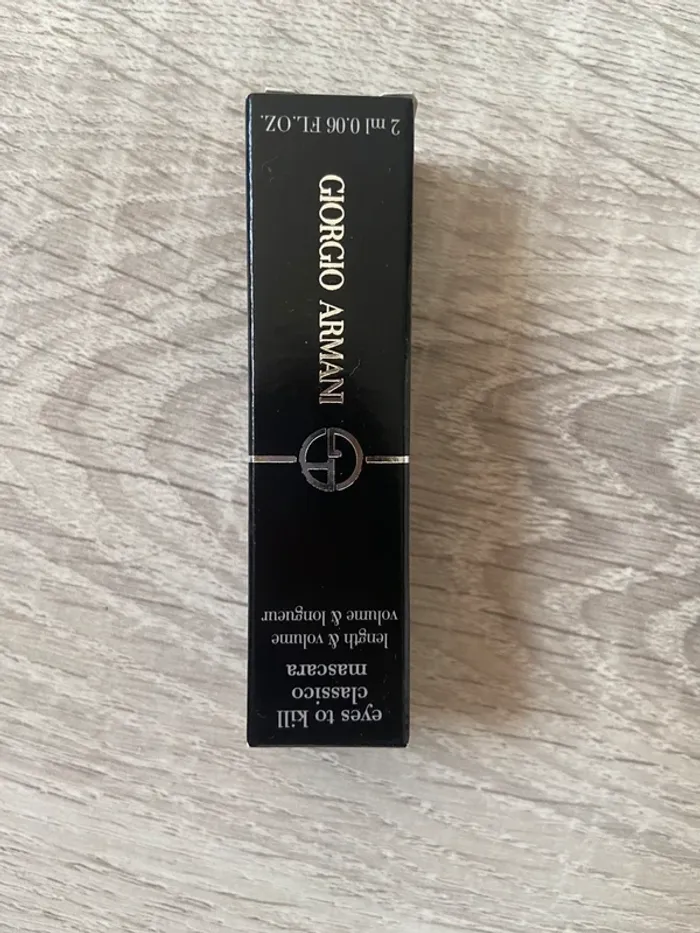 eyes to kill
classico
mascara
length & volume
volume & longueur
GIORGIO ARMANI
2 ml 0.06 FL.OZ.